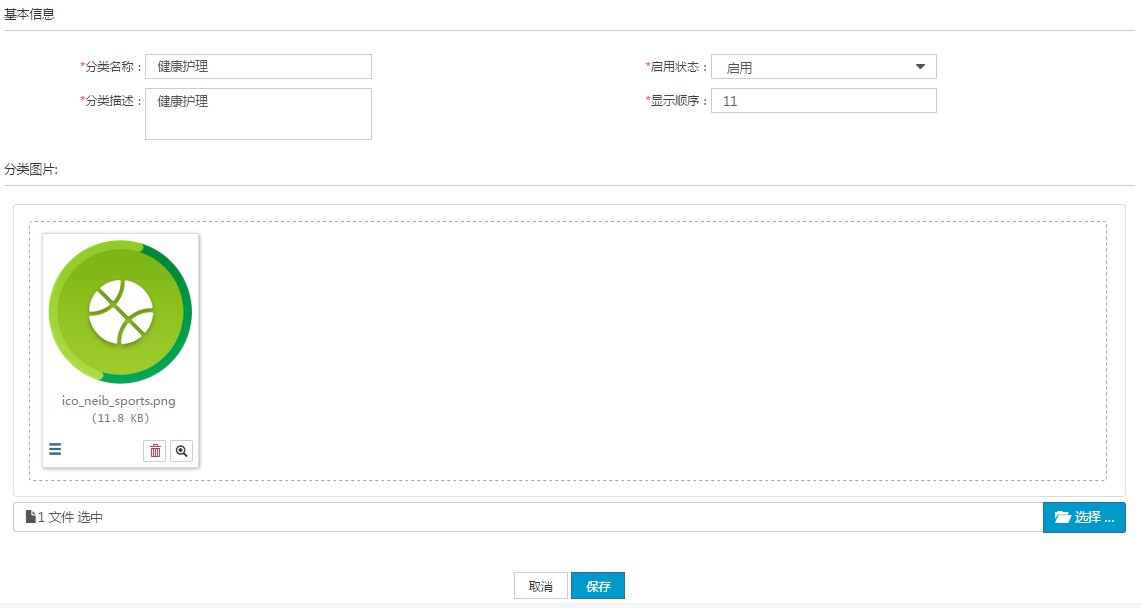 基本信息
*分类名称： 健康护理 *启用状态： 启用
*分类描述： 健康护理 *显示顺序： 11
分类图片:
ico_neib_sports.png
(11.8 KB)
1 文件 选中 选择 ...
取消 保存